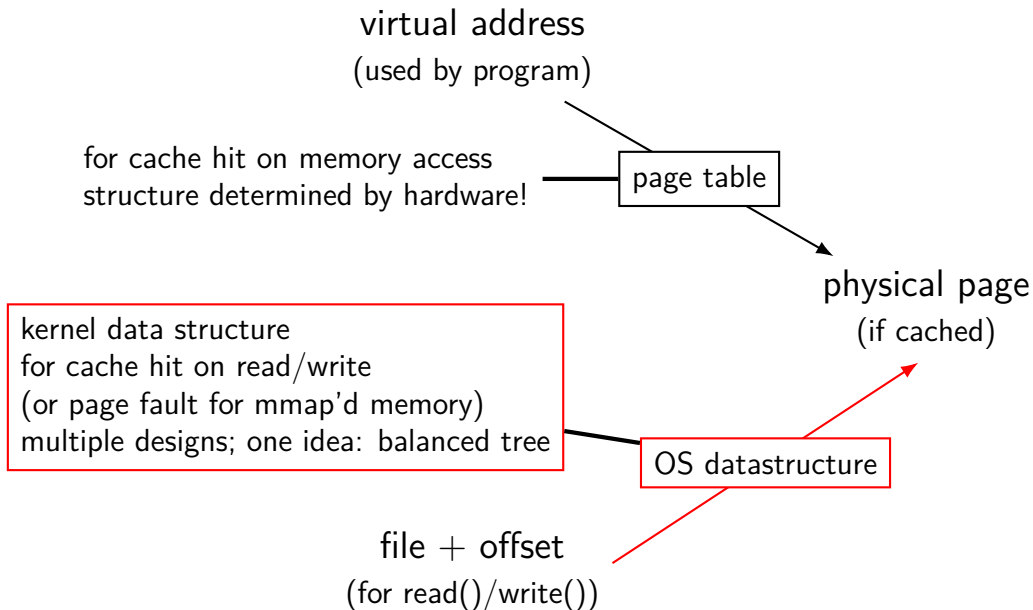 virtual address
(used by program)
for cache hit on memory access
structure determined by hardware!
page table
physical page
(if cached)
kernel data structure
for cache hit on read/write
(or page fault for mmap'd memory)
multiple designs; one idea: balanced tree
OS datastructure
file + offset
(for read()/write())